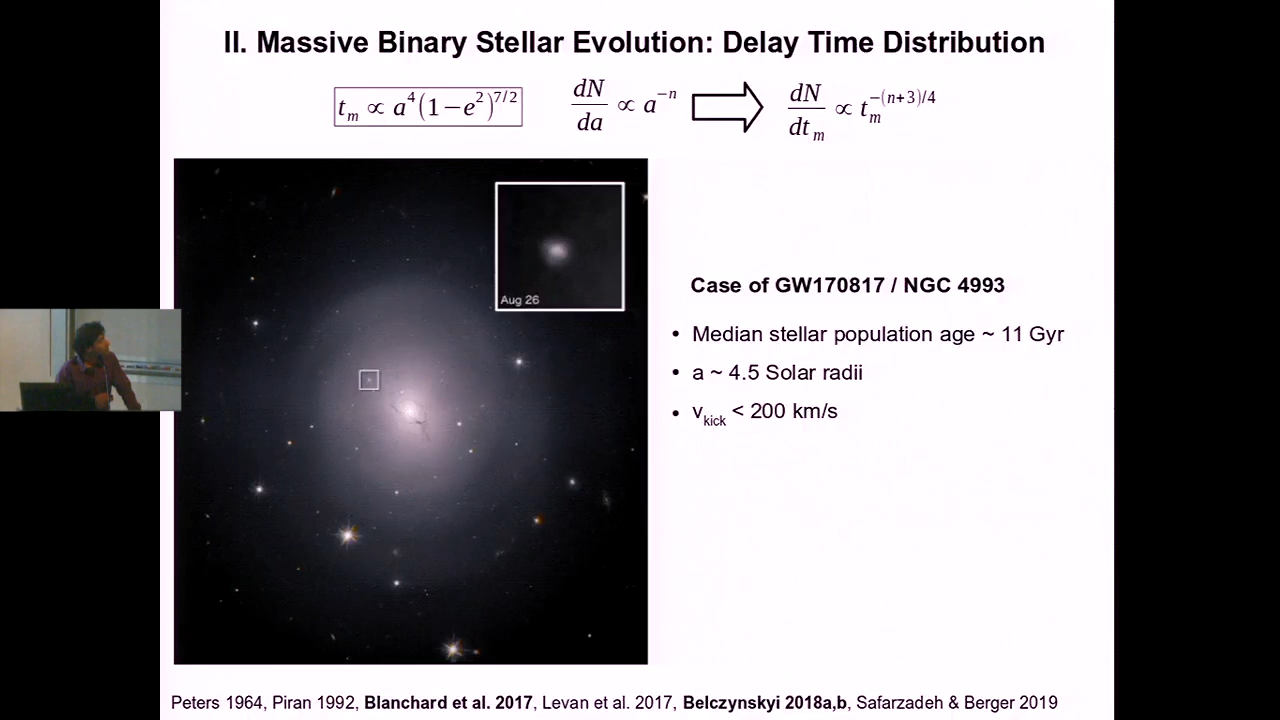 II. Massive Binary Stellar Evolution: Delay Time Distribution
t_m ∝ a^4 (1−e^2)^{7/2}
dN/da ∝ a^{−n}
dN/dt_m ∝ t_m^{−(n+3)/4}
Aug 26
Case of GW170817 / NGC 4993
• Median stellar population age ~ 11 Gyr
• a ~ 4.5 Solar radii
• v_kick < 200 km/s
Peters 1964, Piran 1992, Blanchard et al. 2017, Levan et al. 2017, Belczynskyi 2018a,b, Safarzadeh & Berger 2019